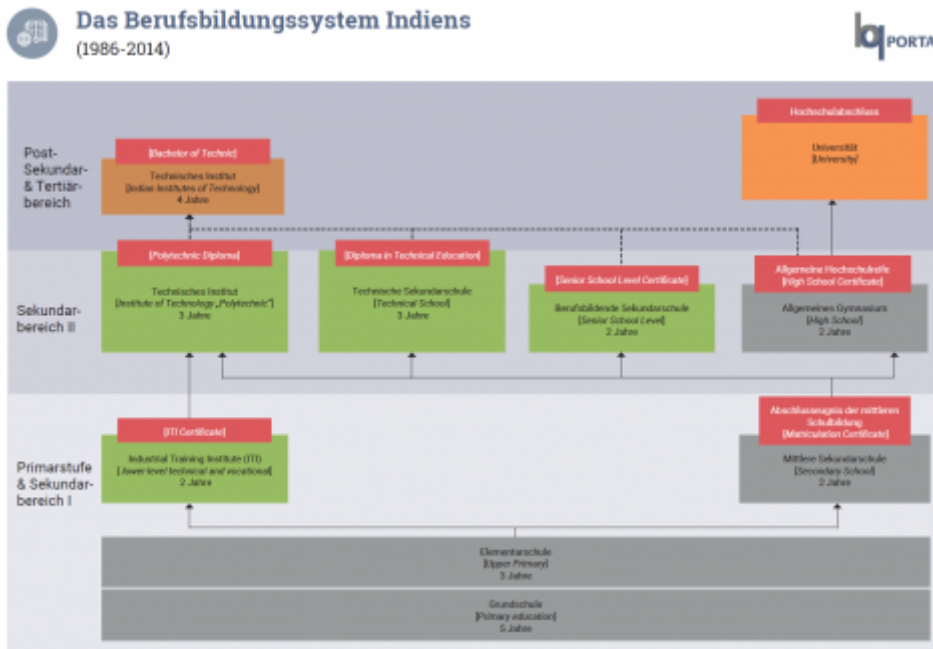 Das Berufsbildungssystem Indiens
(1986-2014)
bq PORTA
Post-
Sekundar-
& Tertiär-
bereich
[Bachelor of Technic]
Technisches Institut
[Indian Institutes of Technology]
4 Jahre
Hochschulabschluss
Universität
[University]
Sekundar-
bereich II
[Polytechnic Diploma]
Technisches Institut
[Institute of Technology „Polytechnic"]
3 Jahre
[Diploma in Technical Education]
Technische Sekundarschule
[Technical School]
3 Jahre
[Senior School Level Certificate]
Berufsbildende Sekundarschule
[Senior School Level]
2 Jahre
Allgemeine Hochschulreife
[High School Certificate]
Allgemeines Gymnasium
[High School]
2 Jahre
Primarstufe
& Sekundar-
bereich I
[ITI Certificate]
Industrial Training Institute (ITI)
[lower-level technical and vocational]
2 Jahre
Abschlusseugnis der mittleren
Schulbildung
[Matriculation Certificate]
Mittlere Sekundarschule
[Secondary School]
2 Jahre
Elementarschule
[Upper Primary]
3 Jahre
Grundschule
[Primary education]
5 Jahre